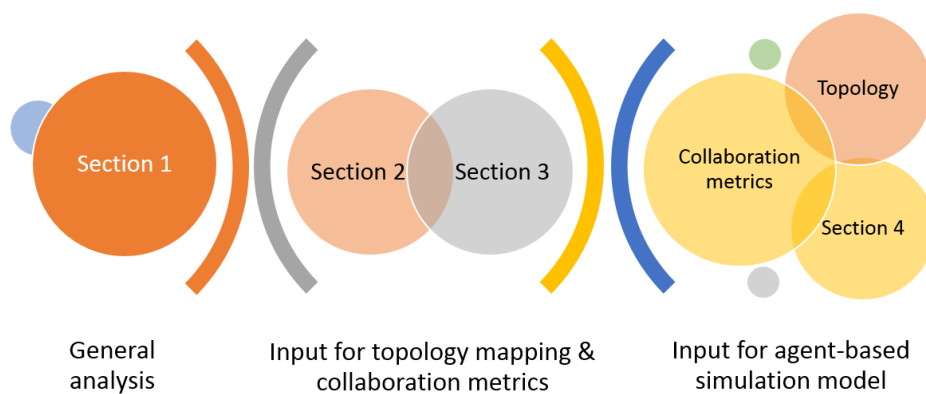 Section 1
Section 2
Section 3
Topology
Collaboration
metrics
Section 4
General
analysis
Input for topology mapping &
collaboration metrics
Input for agent-based
simulation model